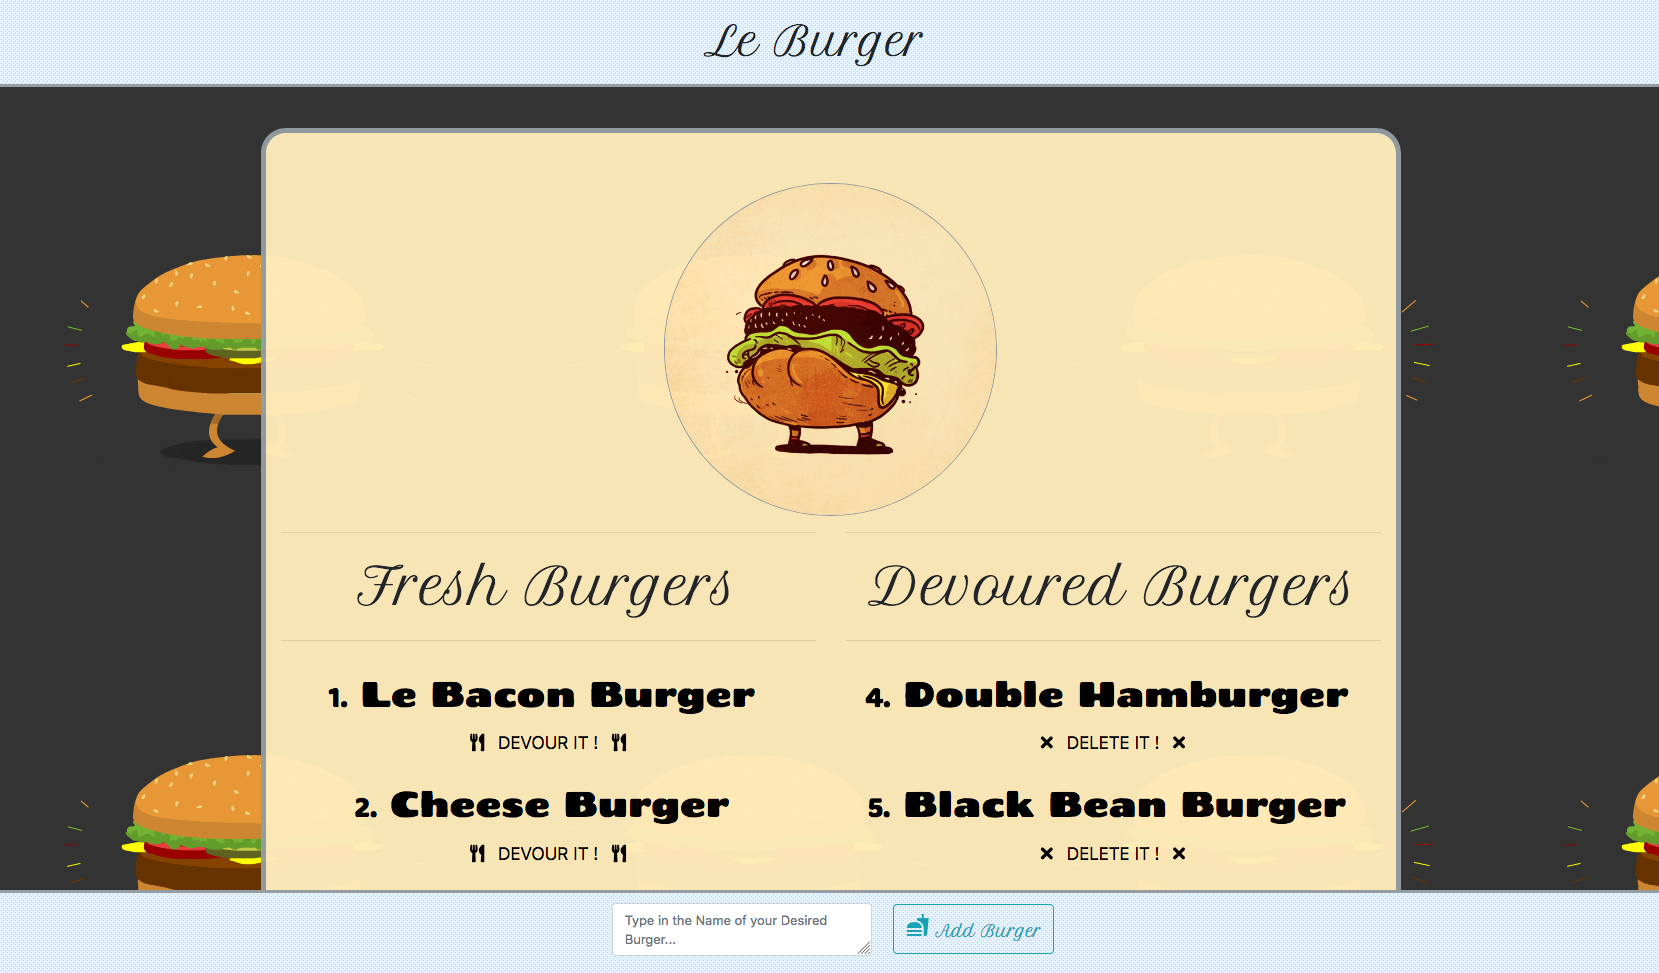 Le Burger
Fresh Burgers
1. Le Bacon Burger
DEVOUR IT !
2. Cheese Burger
DEVOUR IT !
Devoured Burgers
4. Double Hamburger
DELETE IT !
5. Black Bean Burger
DELETE IT !
Type in the Name of your Desired
Burger...
Add Burger